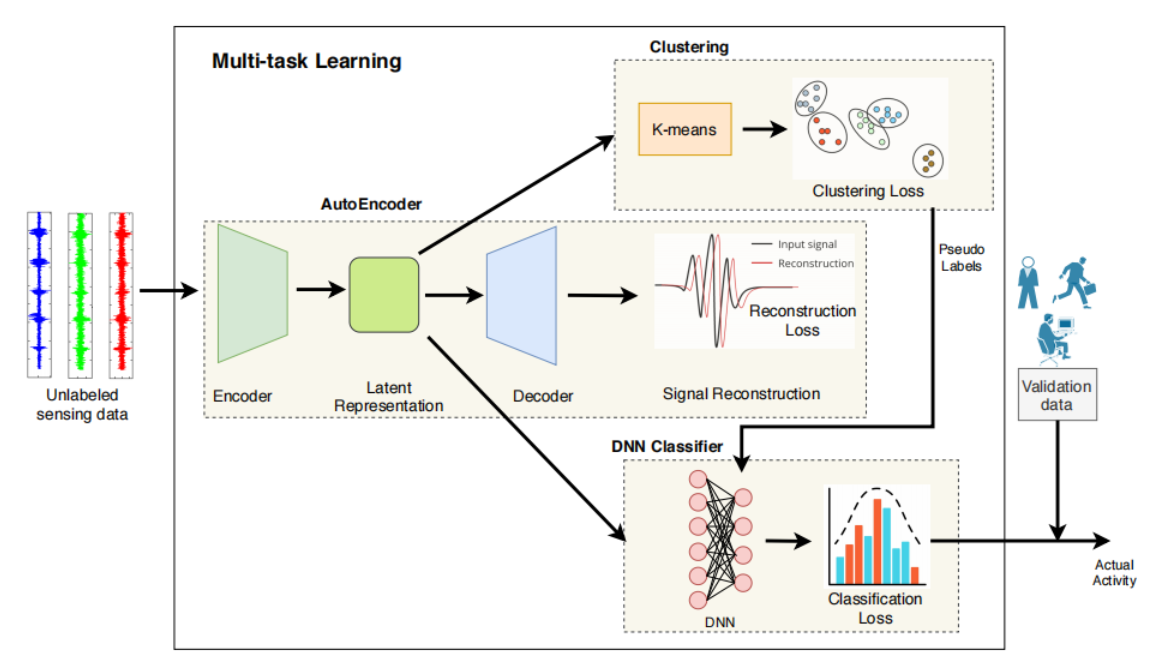 Clustering
Multi-task Learning
K-means
Clustering Loss
AutoEncoder
Input signal
Reconstruction
Reconstruction
Loss
Pseudo
Labels
Unlabeled
sensing data
Encoder
Latent
Representation
Decoder
Signal Reconstruction
Validation
data
DNN Classifier
Actual
Activity
Classification
Loss
DNN